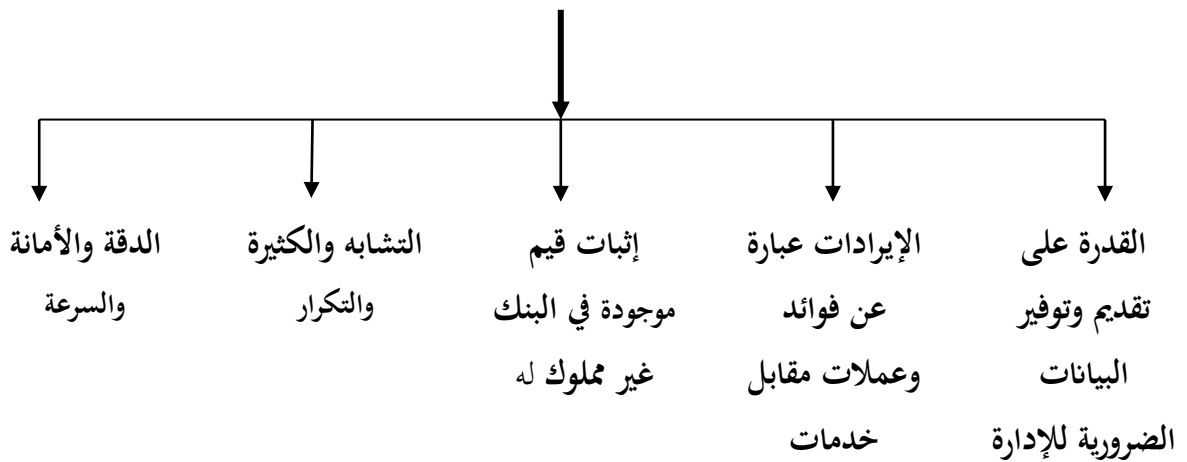 القدرة على
تقديم وتوفير
البيانات
الضرورية للإدارة
الإيرادات عبارة
عن فوائد
وعملات مقابل
خدمات
إثبات قيم
موجودة في البنك
غير مملوك له
التشابه والكثيرة
والتكرار
الدقة والأمانة
والسرعة